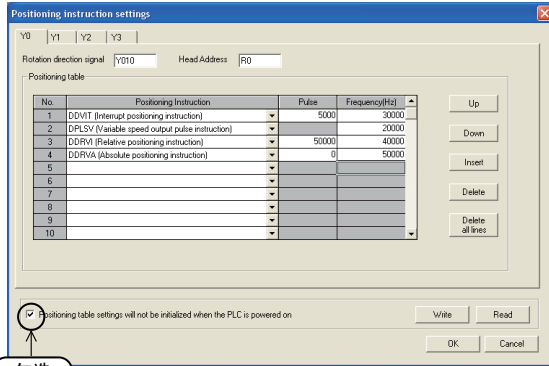 Positioning instruction settings
Y0 Y1 Y2 Y3
Rotation direction signal Y010 Head Address R0
Positioning table
No. Positioning Instruction Pulse Frequency(Hz)
1 DDVIT (Interrupt positioning instruction) 5000 30000
2 DPLSV (Variable speed output pulse instruction) 20000
3 DDRVI (Relative positioning instruction) 50000 40000
4 DDRVA (Absolute positioning instruction) 0 50000
5
6
7
8
9
10
Up
Down
Insert
Delete
Delete
all lines
Positioning table settings will not be initialized when the PLC is powered on
Write Read
OK Cancel